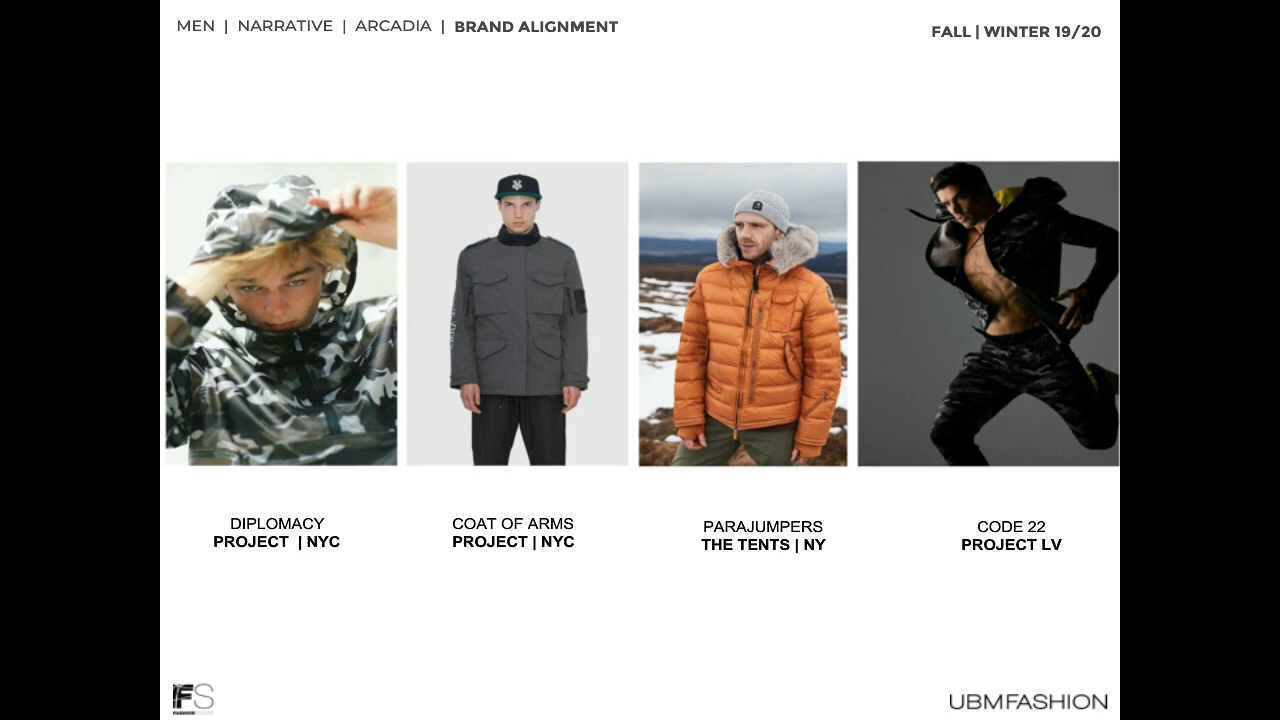 MEN | NARRATIVE | ARCADIA | BRAND ALIGNMENT
FALL | WINTER 19/20
DIPLOMACY
PROJECT | NYC
COAT OF ARMS
PROJECT | NYC
PARAJUMPERS
THE TENTS | NY
CODE 22
PROJECT LV
FS
UBMFASHION